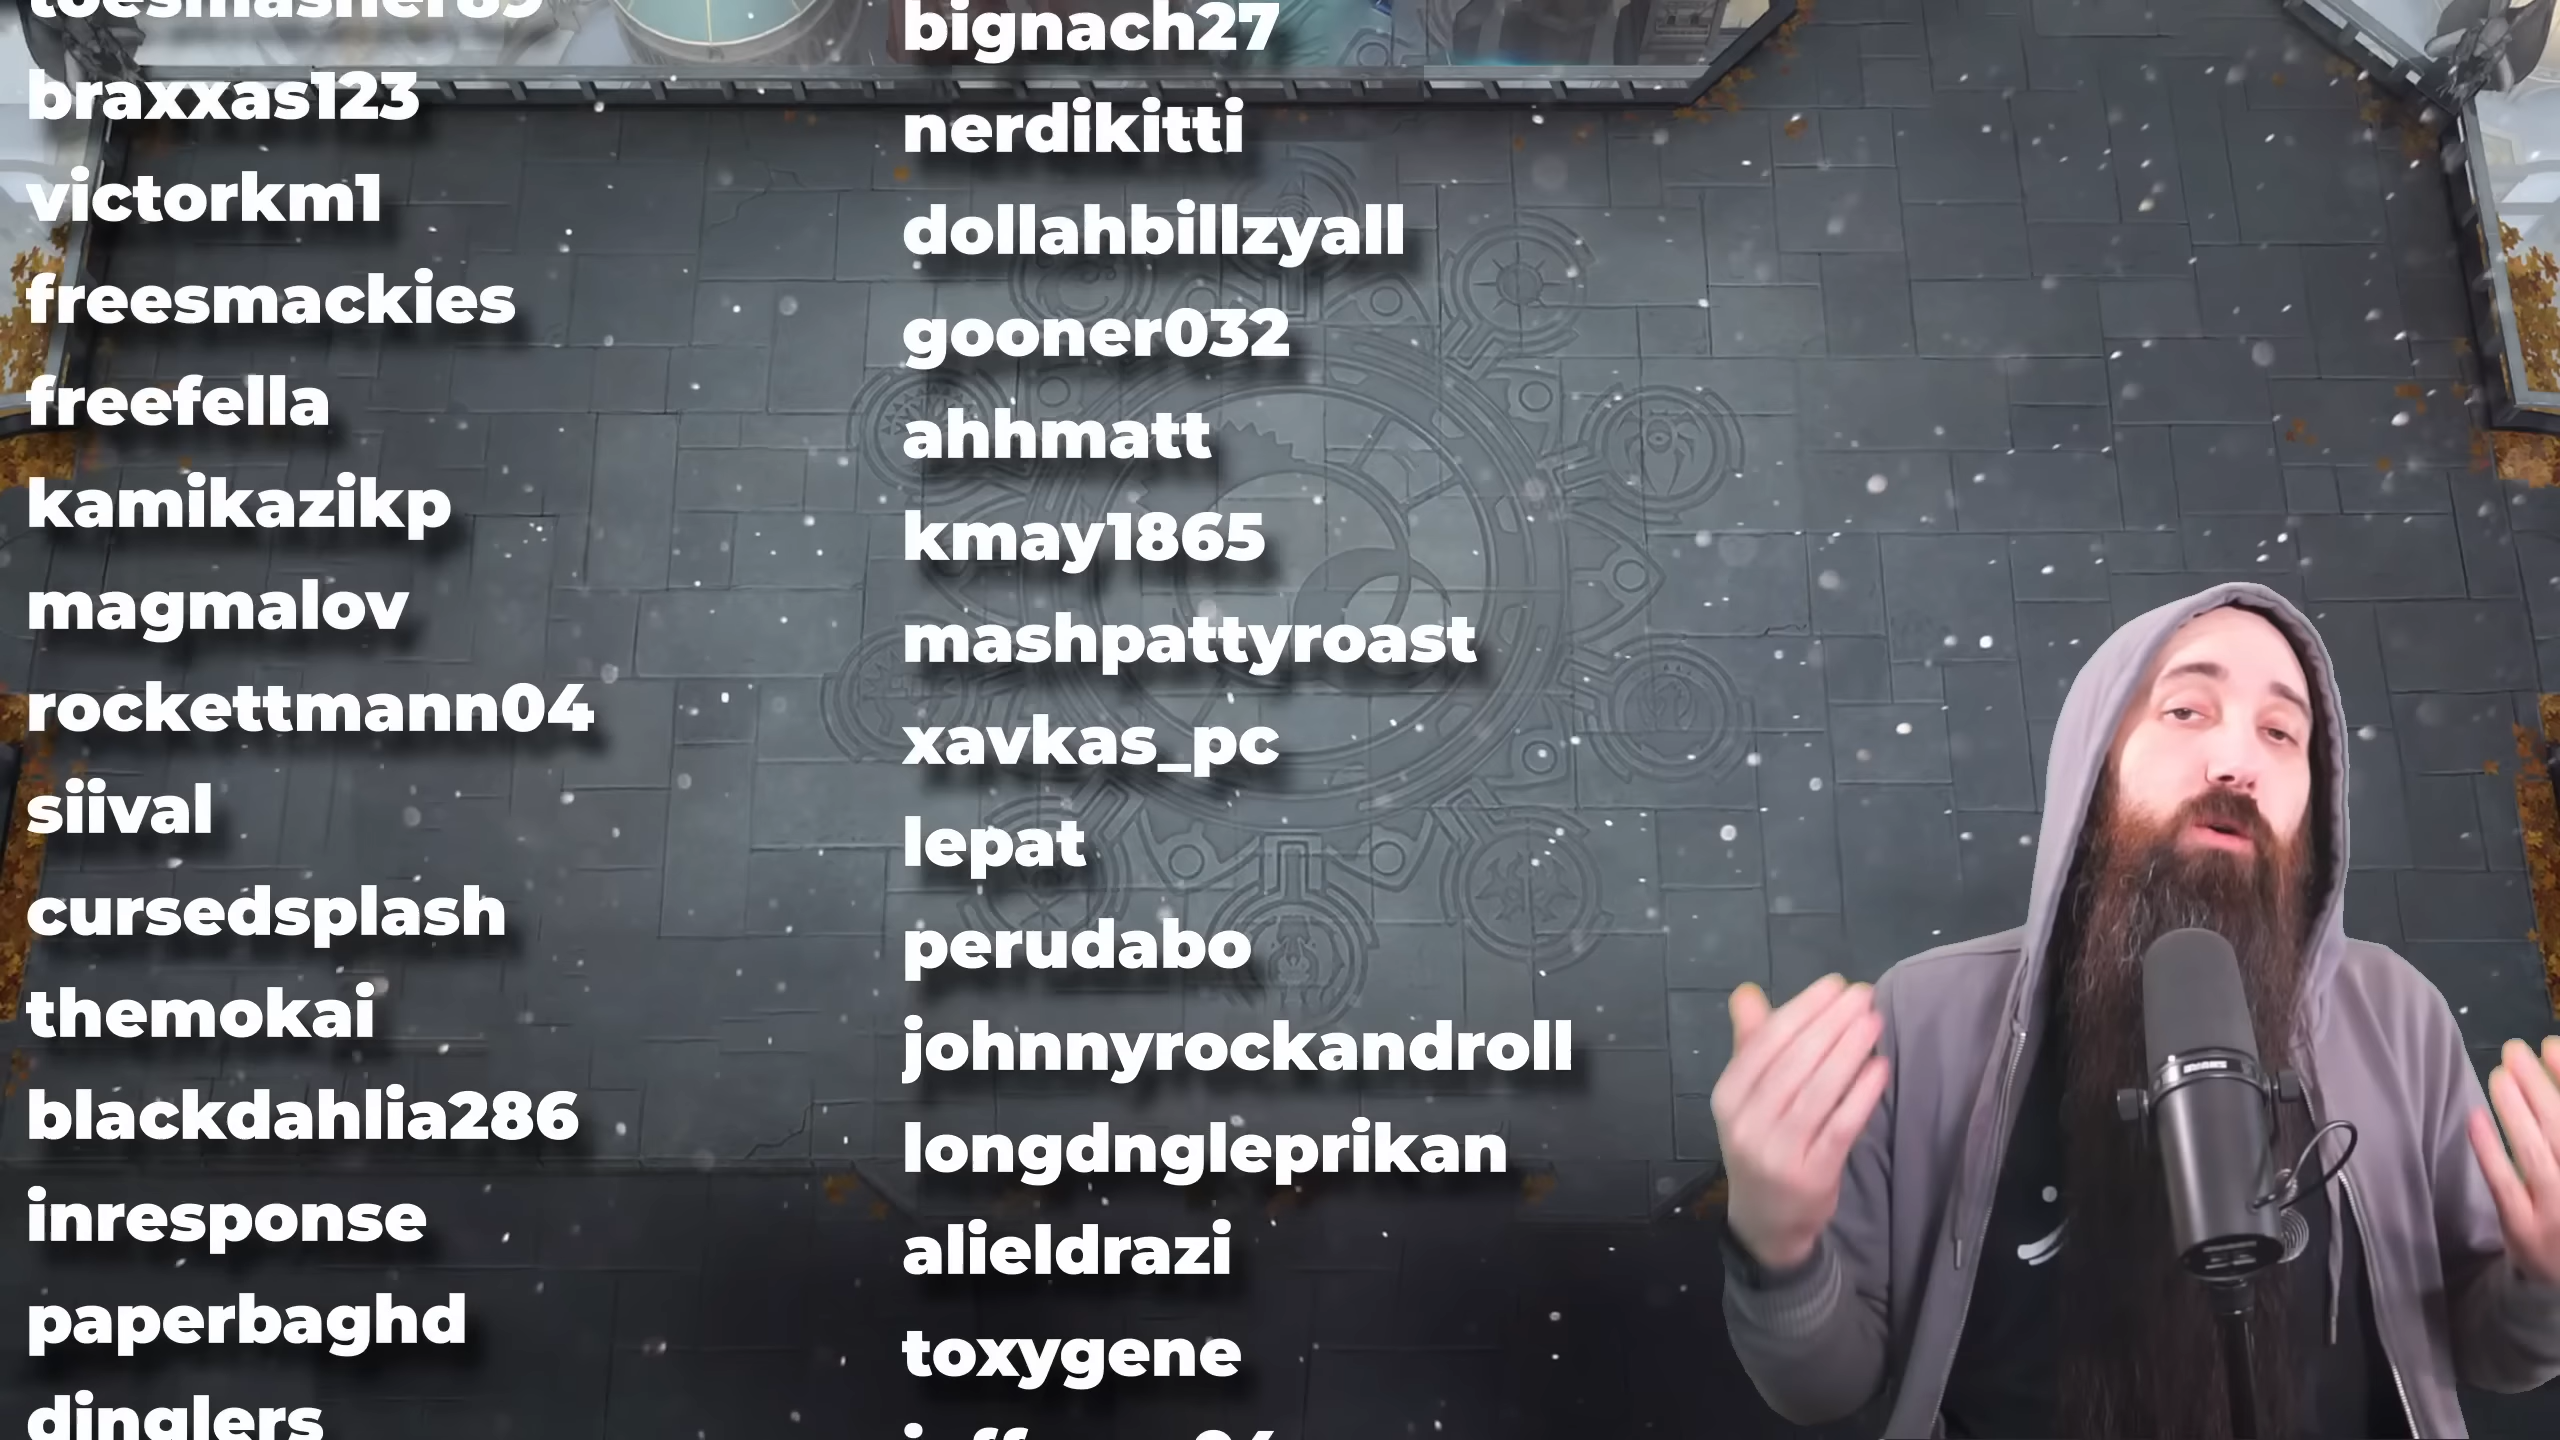 toesmasher89
braxxas123
victorkm1
freesmackies
freefella
kamikazikp
magmalov
rockettmann04
siival
cursedsplash
themokai
blackdahlia286
inresponse
paperbaghd
dinglers
bignach27
nerdikitti
dollahbillzyall
gooner032
ahhmatt
kmay1865
mashpattyroast
xavkas_pc
lepat
perudabo
johnnyrockandroll
longdngleprikan
alieldrazi
toxygene